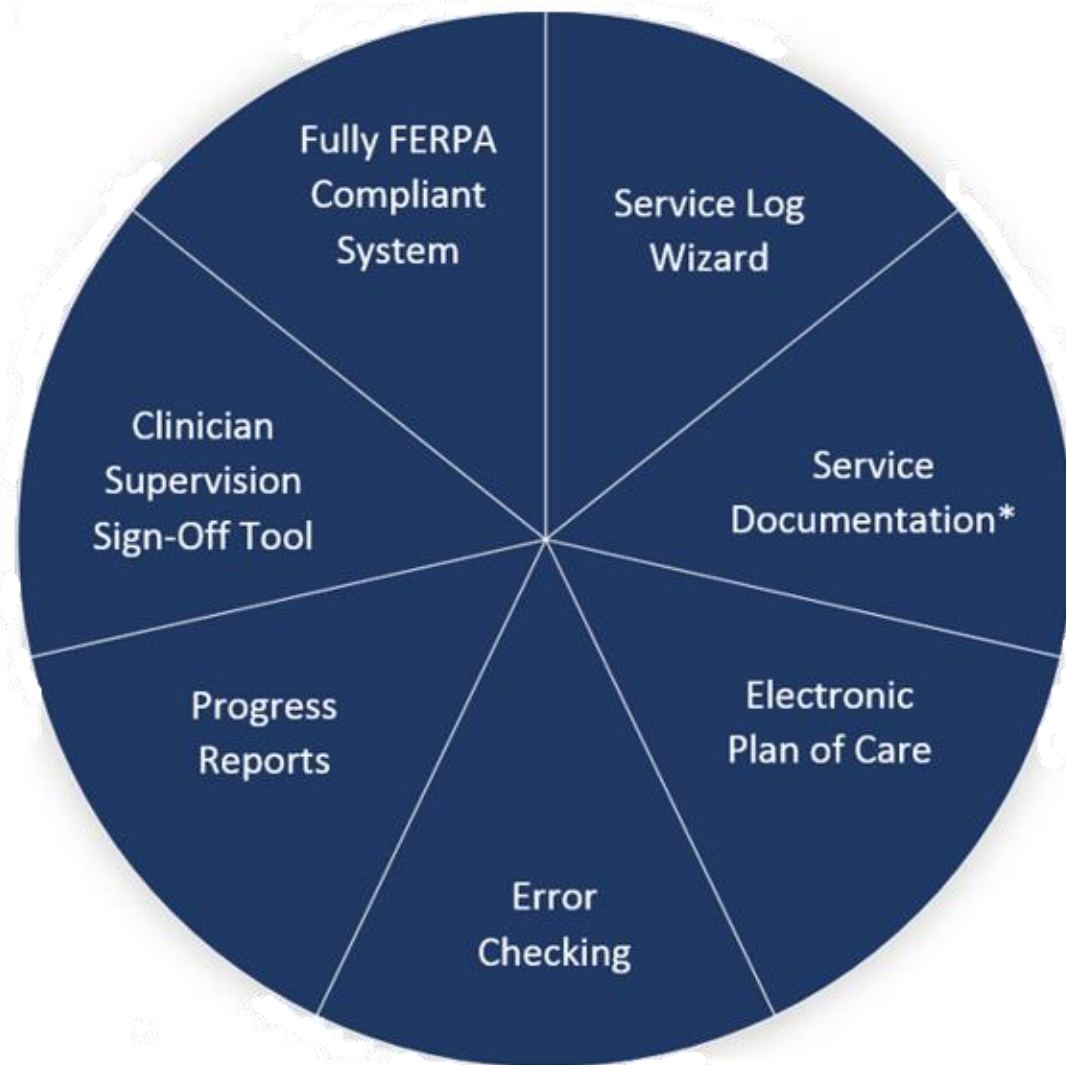 Fully FERPA
Compliant
System
Service Log
Wizard
Service
Documentation*
Electronic
Plan of Care
Error
Checking
Progress
Reports
Clinician
Supervision
Sign-Off Tool